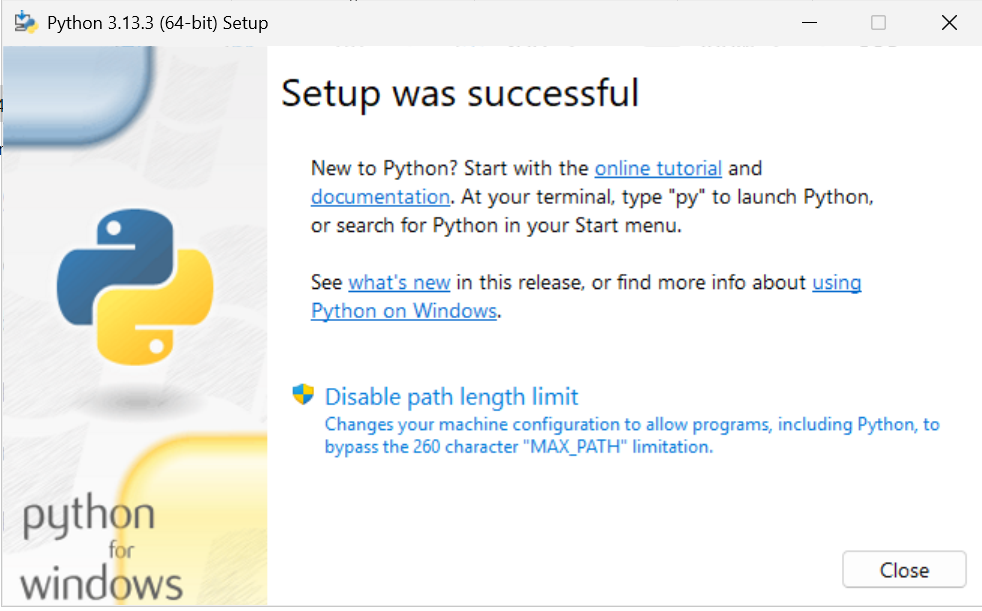 Python 3.13.3 (64-bit) Setup
Setup was successful
New to Python? Start with the online tutorial and
documentation. At your terminal, type "py" to launch Python,
or search for Python in your Start menu.
See what's new in this release, or find more info about using
Python on Windows.
Disable path length limit
Changes your machine configuration to allow programs, including Python, to
bypass the 260 character "MAX_PATH" limitation.
python
for
windows
Close